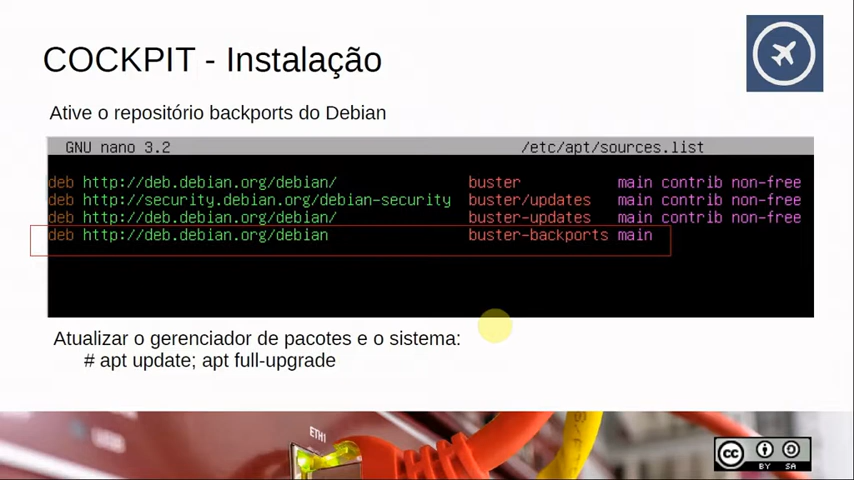 COCKPIT - Instalação
Ative o repositório backports do Debian
GNU nano 3.2 /etc/apt/sources.list
deb http://deb.debian.org/debian/ buster main contrib non-free
deb http://security.debian.org/debian-security buster/updates main contrib non-free
deb http://deb.debian.org/debian/ buster-updates main contrib non-free
deb http://deb.debian.org/debian buster-backports main
Atualizar o gerenciador de pacotes e o sistema:
# apt update; apt full-upgrade
ETH1
cc
BY SA